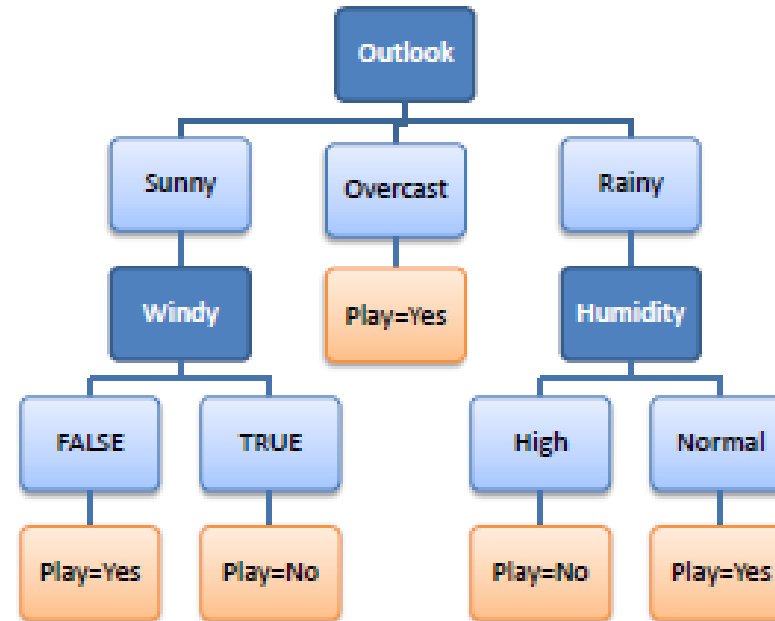 Outlook
Sunny
Overcast
Rainy
Windy
Play=Yes
Humidity
FALSE
TRUE
High
Normal
Play=Yes
Play=No
Play=No
Play=Yes